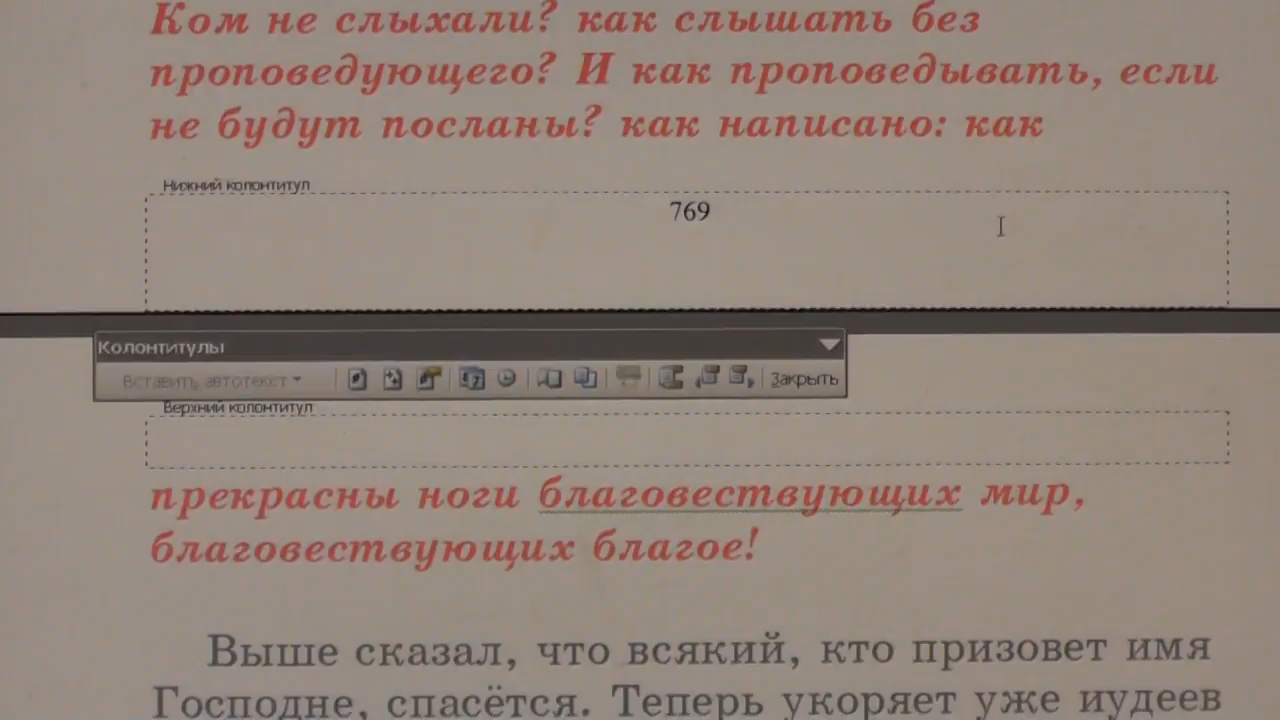 Ком не слыхали? как слышать без
проповедующего? И как проповедывать, если
не будут посланы? как написано: как
Нижний колонтитул
769
Колонтитулы
Вставить автотекст
Закрыть
Верхний колонтитул
прекрасны ноги благовествующих мир,
благовествующих благое!
Выше сказал, что всякий, кто призовет имя
Господне, спасётся. Теперь укоряет уже иудеев